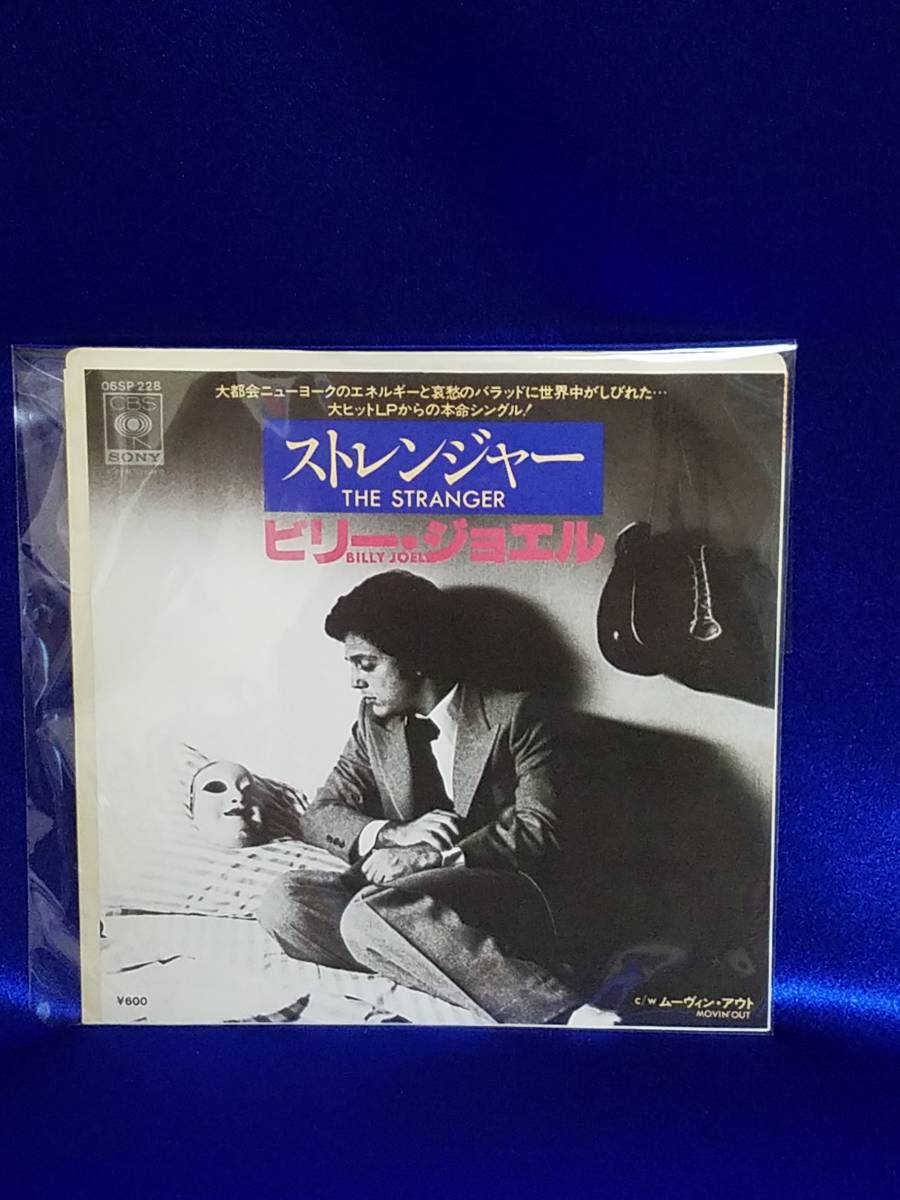 06SP 228
CBS
SONY
大都会ニューヨークのエネルギーと哀愁のバラッドに世界中がしびれた…
大ヒットLPからの本命シングル!
ストレンジャー
THE STRANGER
ビリー・ジョエル
BILLY JOEL
¥600
c/w ムーヴィン・アウト
MOVIN' OUT